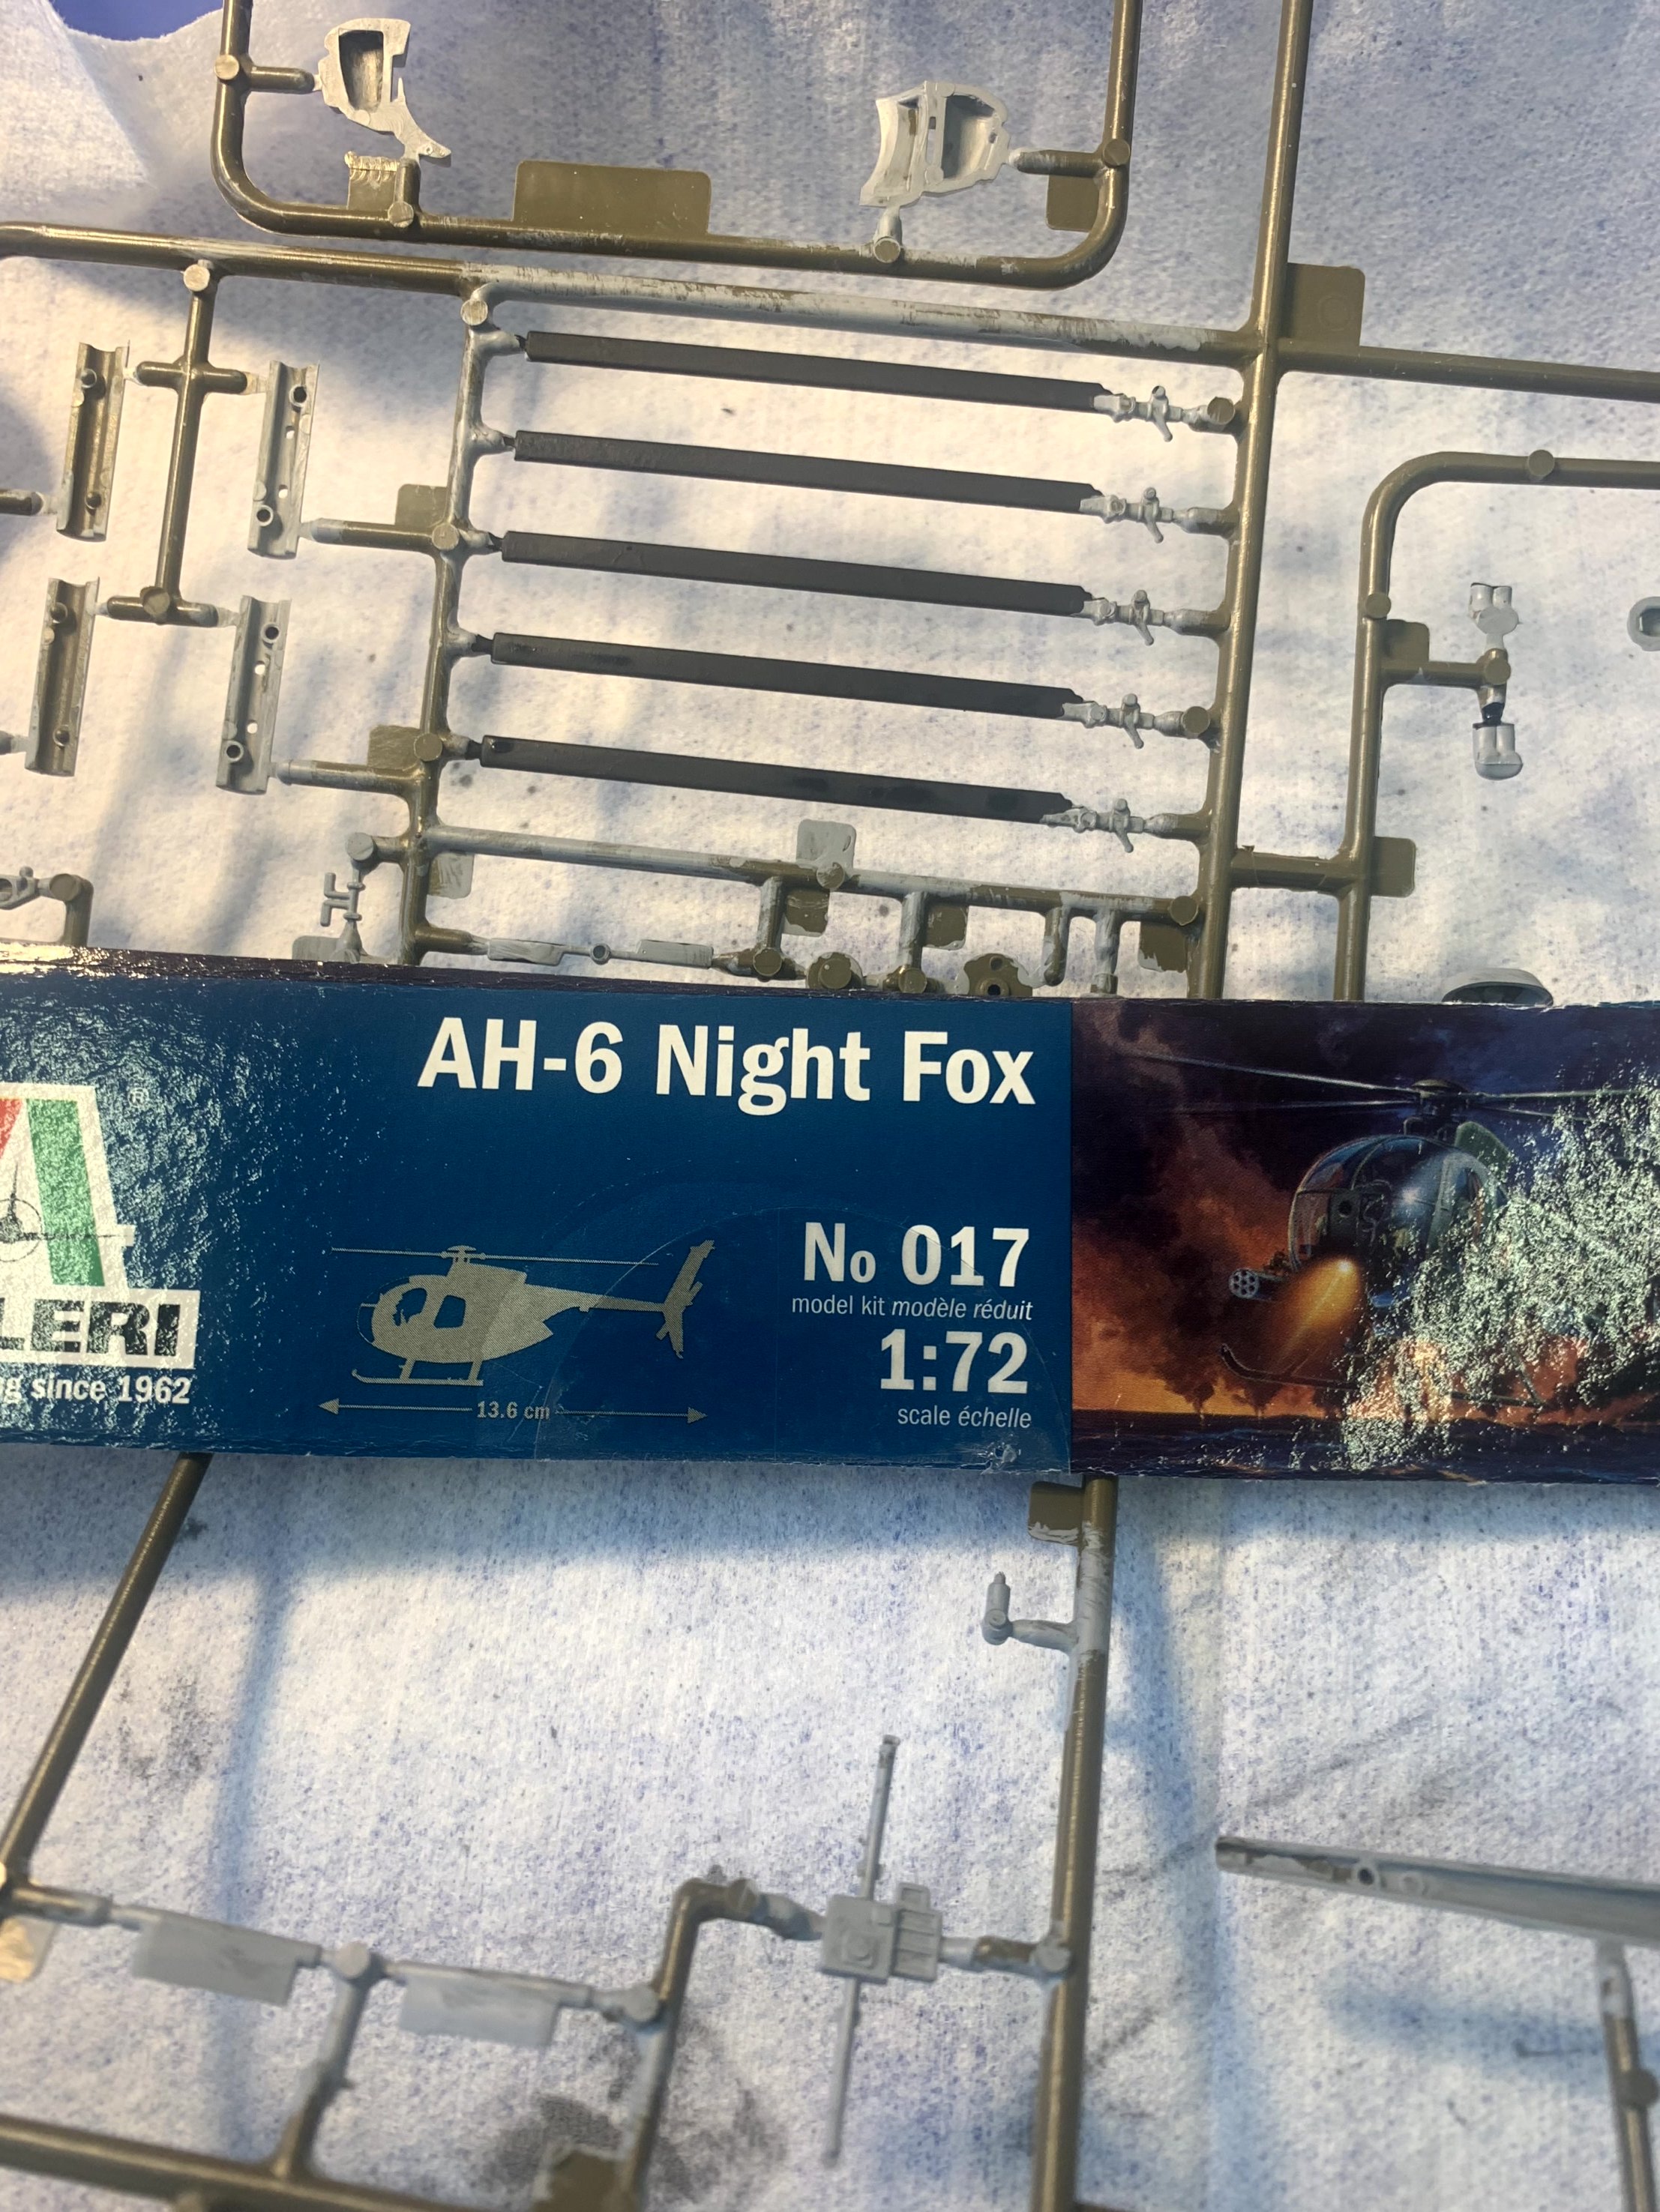 AH-6 Night Fox
No 017
model kit modèle réduit
1:72
scale échelle
13.6 cm
LERI
g since 1962
®